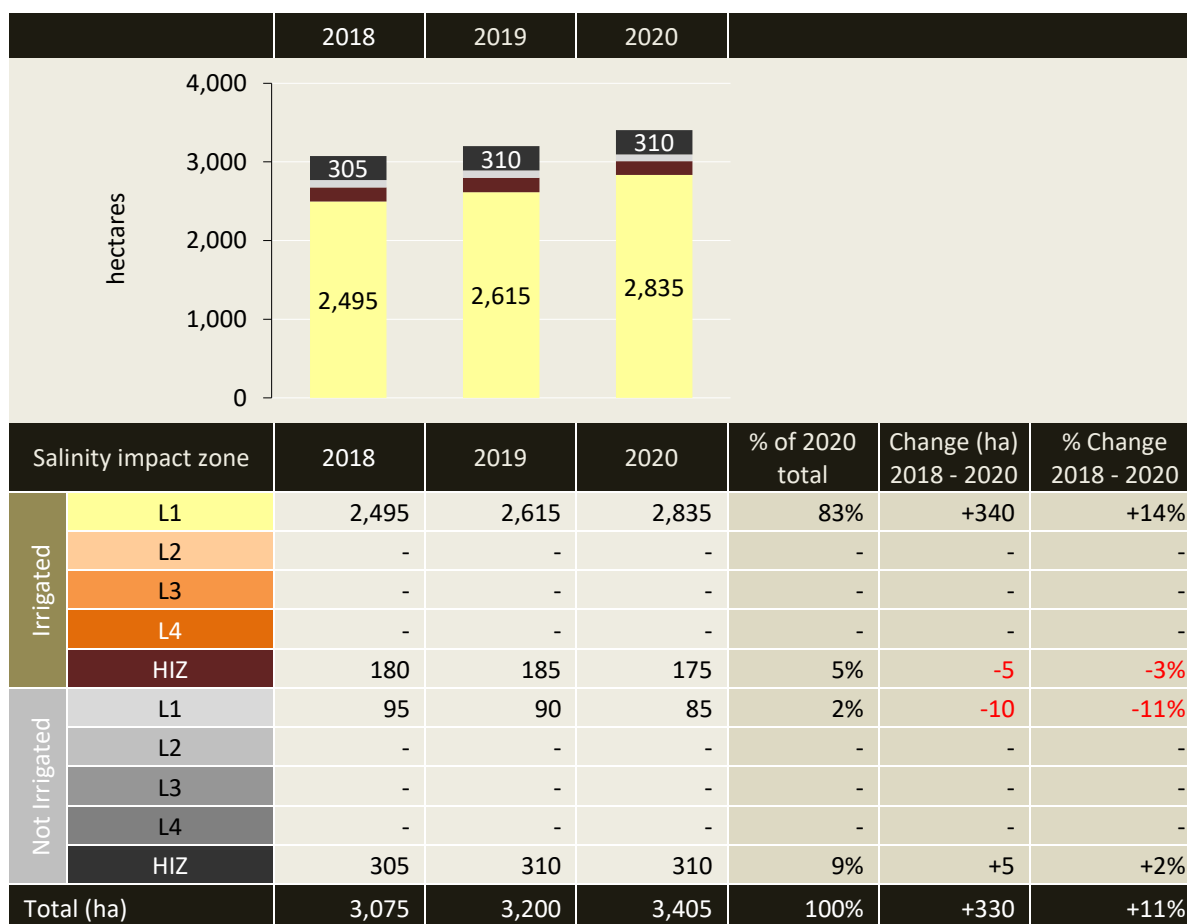 2018 2019 2020
4,000
3,000
2,000
1,000
0
hectares
305 310 310
2,495 2,615 2,835
Salinity impact zone 2018 2019 2020 % of 2020 total Change (ha) 2018 - 2020 % Change 2018 - 2020
Irrigated
L1 2,495 2,615 2,835 83% +340 +14%
L2 - - - - - -
L3 - - - - - -
L4 - - - - - -
HIZ 180 185 175 5% -5 -3%
Not Irrigated
L1 95 90 85 2% -10 -11%
L2 - - - - - -
L3 - - - - - -
L4 - - - - - -
HIZ 305 310 310 9% +5 +2%
Total (ha) 3,075 3,200 3,405 100% +330 +11%